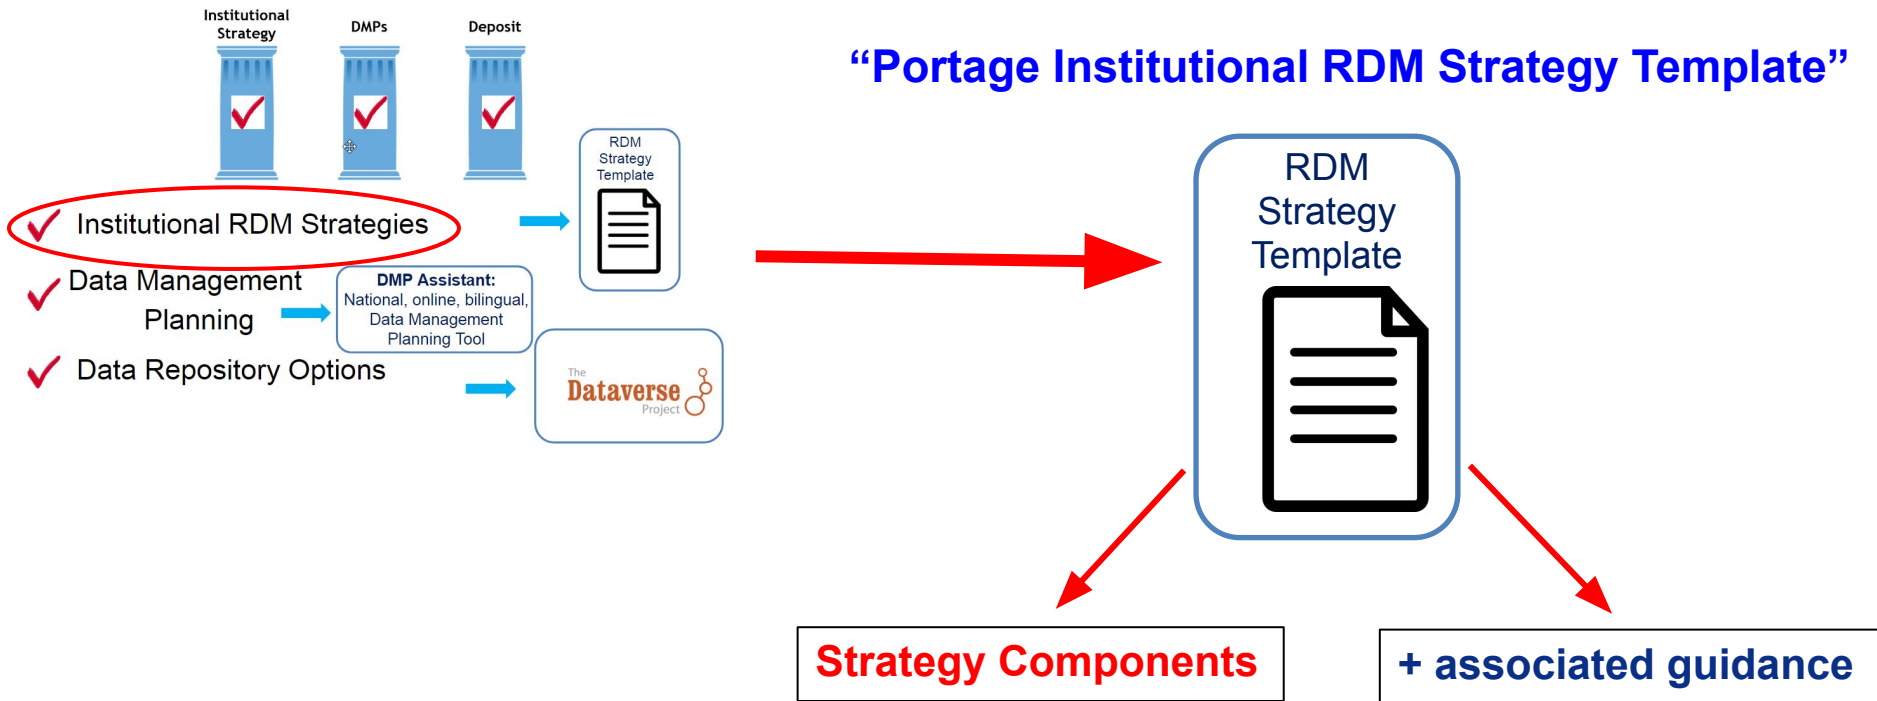 Institutional
Strategy
DMPs
Deposit
“Portage Institutional RDM Strategy Template”
RDM
Strategy
Template
Institutional RDM Strategies
Data Management
Planning
DMP Assistant:
National, online, bilingual,
Data Management
Planning Tool
Data Repository Options
The
Dataverse
Project
RDM
Strategy
Template
Strategy Components
+ associated guidance